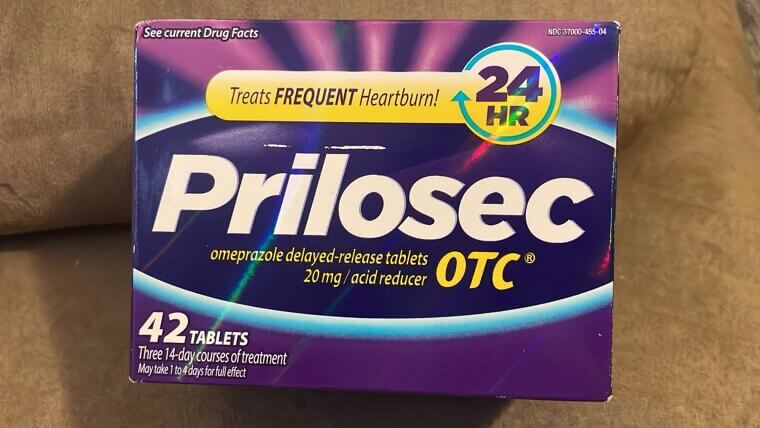 See current Drug Facts
NDC 37000-455-04
Treats FREQUENT Heartburn!
24
HR
Prilosec
omeprazole delayed-release tablets
20 mg / acid reducer
OTC®
42 TABLETS
Three 14-day courses of treatment
May take 1 to 4 days for full effect